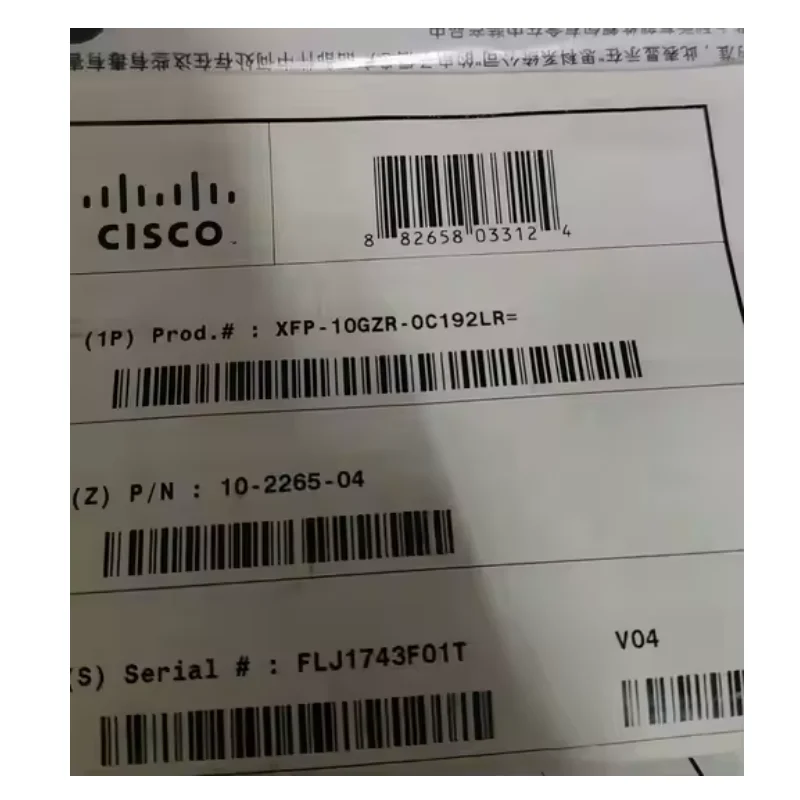 CISCO
8 82658 03312 4
(1P) Prod.# : XFP-10GZR-OC192LR=
(Z) P/N : 10-2265-04
(S) Serial # : FLJ1743F01T
V04